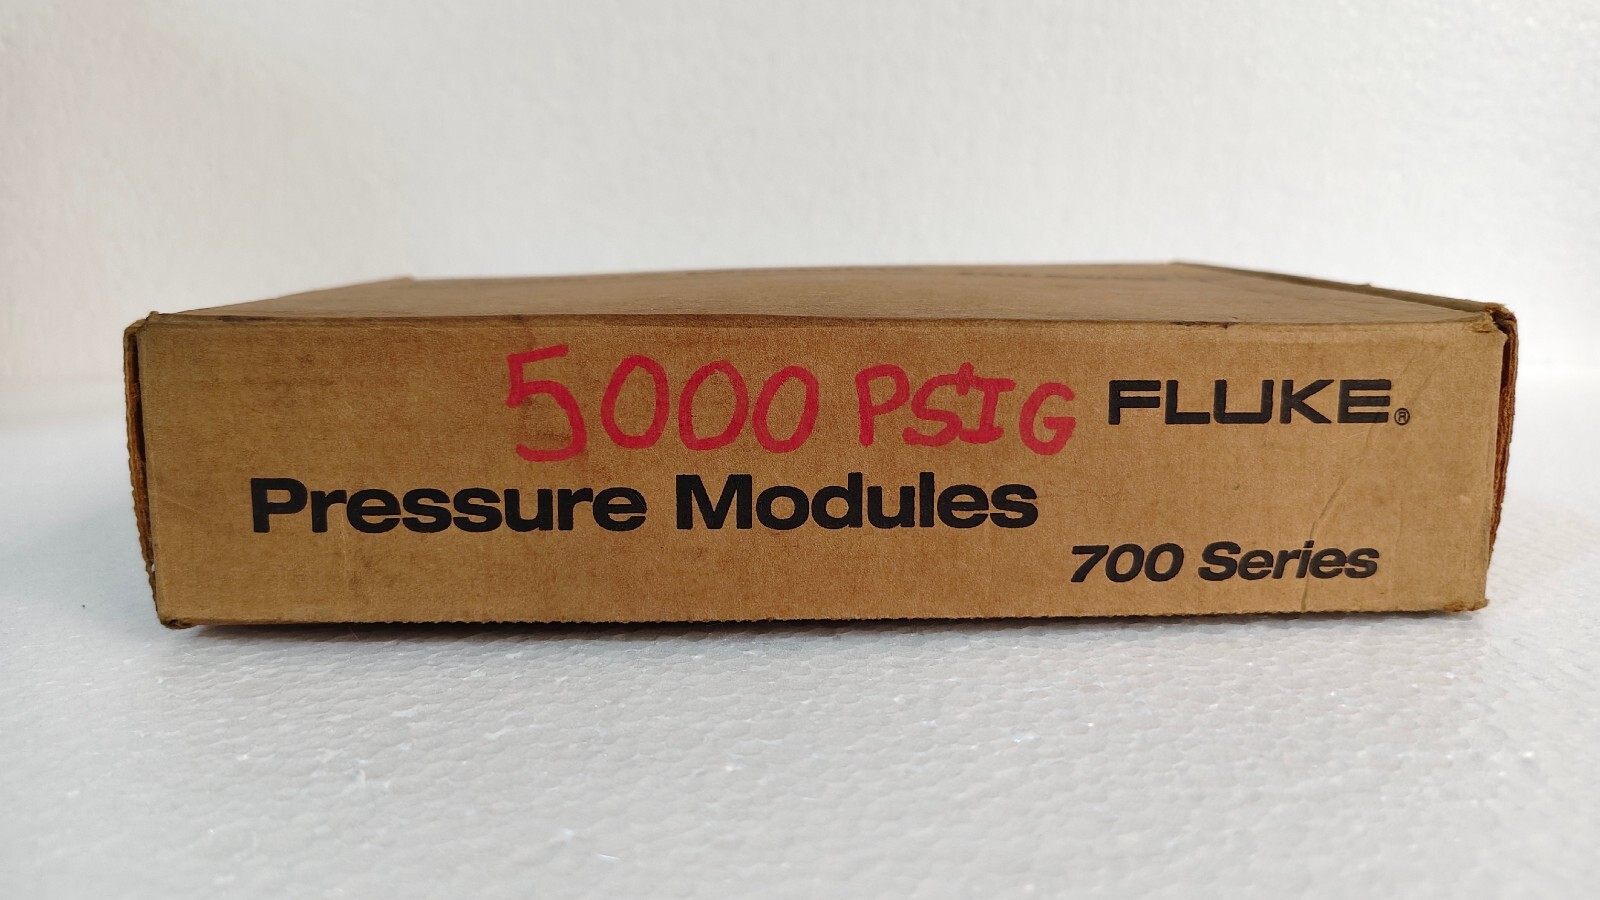 5000 PSIG FLUKE®
Pressure Modules
700 Series